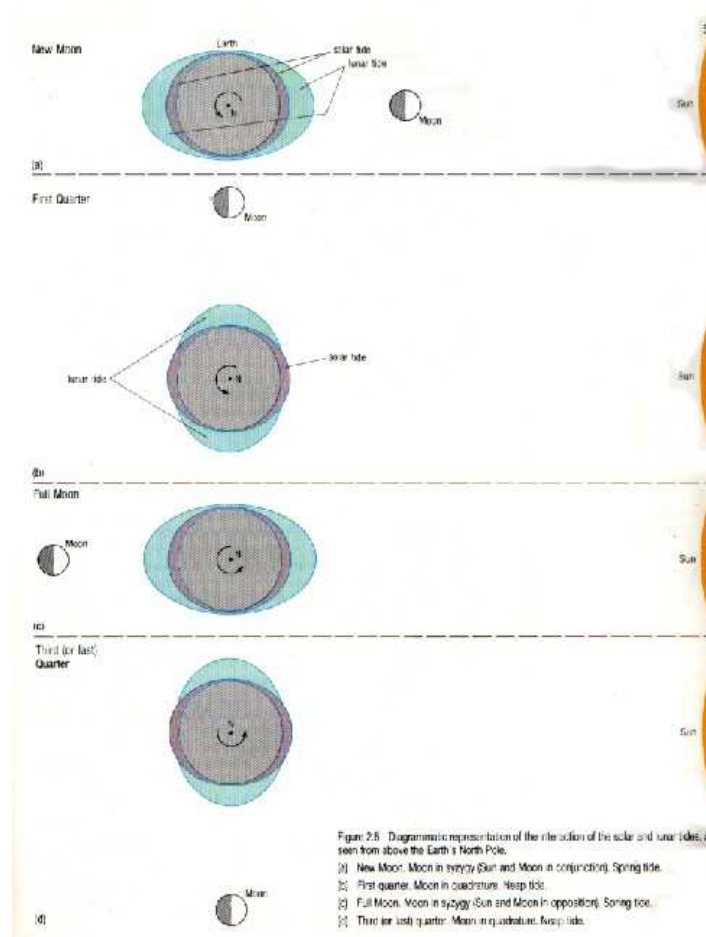 New Moon
Earth
solar tide
lunar tide
N
Moon
Sun
(a)
First Quarter
Moon
lunar tide
solar tide
N
Sun
(b)
Full Moon
Moon
N
Sun
(c)
Third (or last)
Quarter
N
Sun
Moon
(d)
Figure 2.6 Diagrammatic representation of the interaction of the solar and lunar tides,
seen from above the Earth's North Pole.
(a) New Moon. Moon in syzygy (Sun and Moon in conjunction). Spring tide.
(b) First quarter. Moon in quadrature. Neap tide.
(c) Full Moon. Moon in syzygy (Sun and Moon in opposition). Spring tide.
(d) Third (or last) quarter. Moon in quadrature. Neap tide.